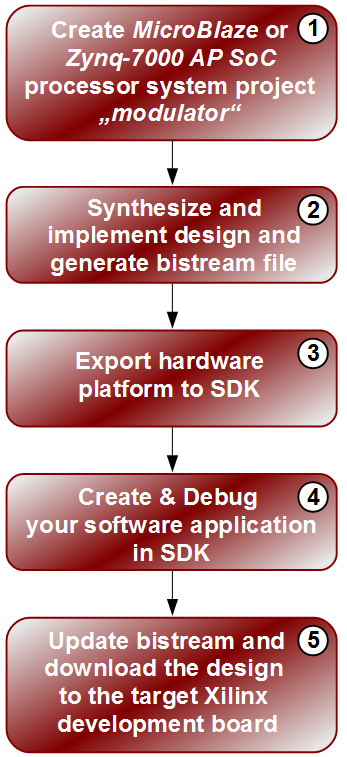 Create MicroBlaze or
1
Zynq-7000 AP SoC
processor system project
„modulator“
Synthesize and
2
implement design and
generate bistream file
Export hardware
3
platform to SDK
Create & Debug
4
your software application
in SDK
Update bistream and
5
download the design
to the target Xilinx
development board